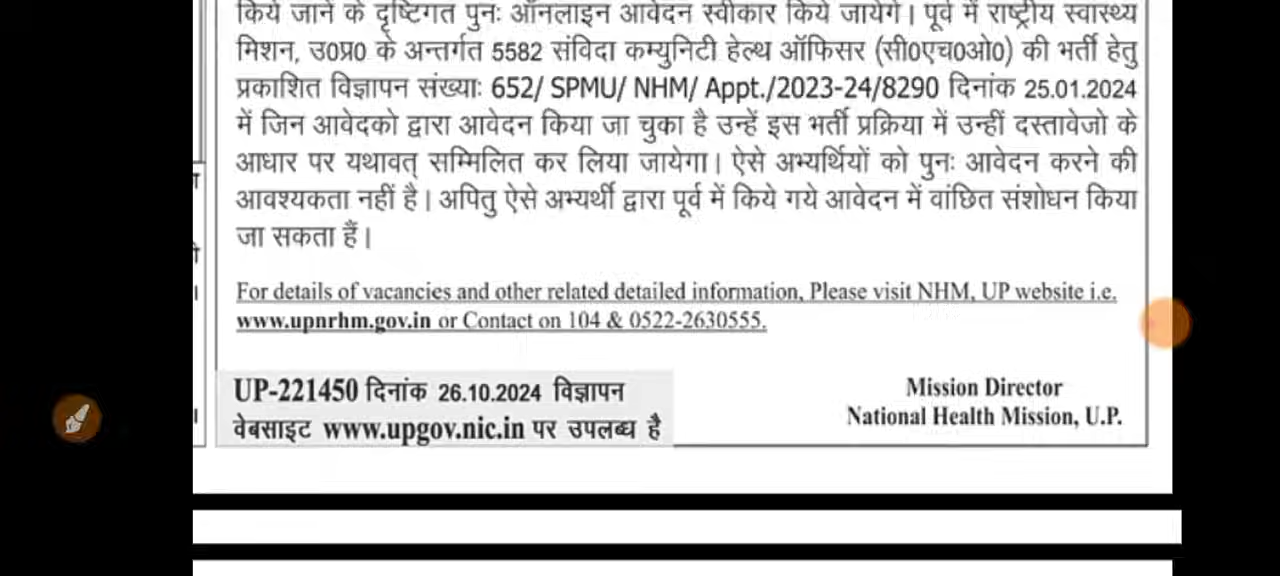 किये जाने के दृष्टिगत पुनः ऑनलाइन आवेदन स्वीकार किये जायेगे। पूर्व में राष्ट्रीय स्वास्थ्य
मिशन, उ0प्र0 के अन्तर्गत 5582 संविदा कम्युनिटी हेल्थ ऑफिसर (सी0एच0ओ0) की भर्ती हेतु
प्रकाशित विज्ञापन संख्याः 652/ SPMU/ NHM/ Appt./2023-24/8290 दिनांक 25.01.2024
में जिन आवेदको द्वारा आवेदन किया जा चुका है उन्हें इस भर्ती प्रक्रिया में उन्हीं दस्तावेजो के
आधार पर यथावत् सम्मिलित कर लिया जायेगा। ऐसे अभ्यर्थियों को पुनः आवेदन करने की
आवश्यकता नहीं है। अपितु ऐसे अभ्यर्थी द्वारा पूर्व में किये गये आवेदन में वांछित संशोधन किया
जा सकता हैं।
For details of vacancies and other related detailed information, Please visit NHM, UP website i.e.
www.upnrhm.gov.in or Contact on 104 & 0522-2630555.
UP-221450 दिनांक 26.10.2024 विज्ञापन
वेबसाइट www.upgov.nic.in पर उपलब्ध है
Mission Director
National Health Mission, U.P.